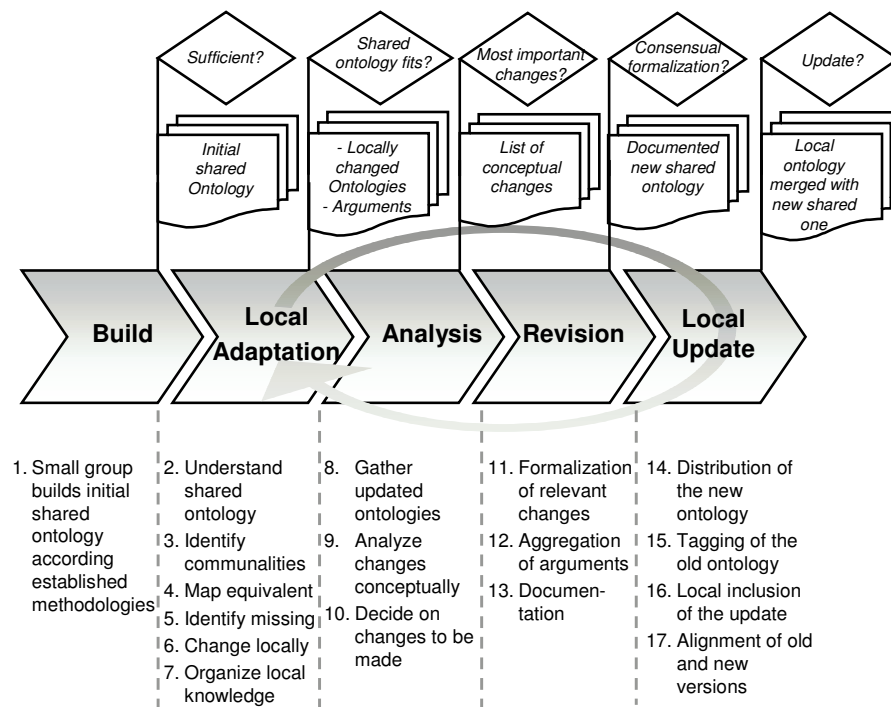 Sufficient?
Shared
ontology fits?
Most important
changes?
Consensual
formalization?
Update?
Initial
shared
Ontology
- Locally
changed
Ontologies
- Arguments
List of
conceptual
changes
Documented
new shared
ontology
Local
ontology
merged with
new shared
one
Build
Local
Adaptation
Analysis
Revision
Local
Update
1. Small group
builds initial
shared
ontology
according
established
methodologies
2. Understand
shared
ontology
3. Identify
communalities
4. Map equivalent
5. Identify missing
6. Change locally
7. Organize local
knowledge
8. Gather
updated
ontologies
9. Analyze
changes
conceptually
10. Decide on
changes to be
made
11. Formalization
of relevant
changes
12. Aggregation
of arguments
13. Documen-
tation
14. Distribution of
the new
ontology
15. Tagging of the
old ontology
16. Local inclusion
of the update
17. Alignment of old
and new
versions